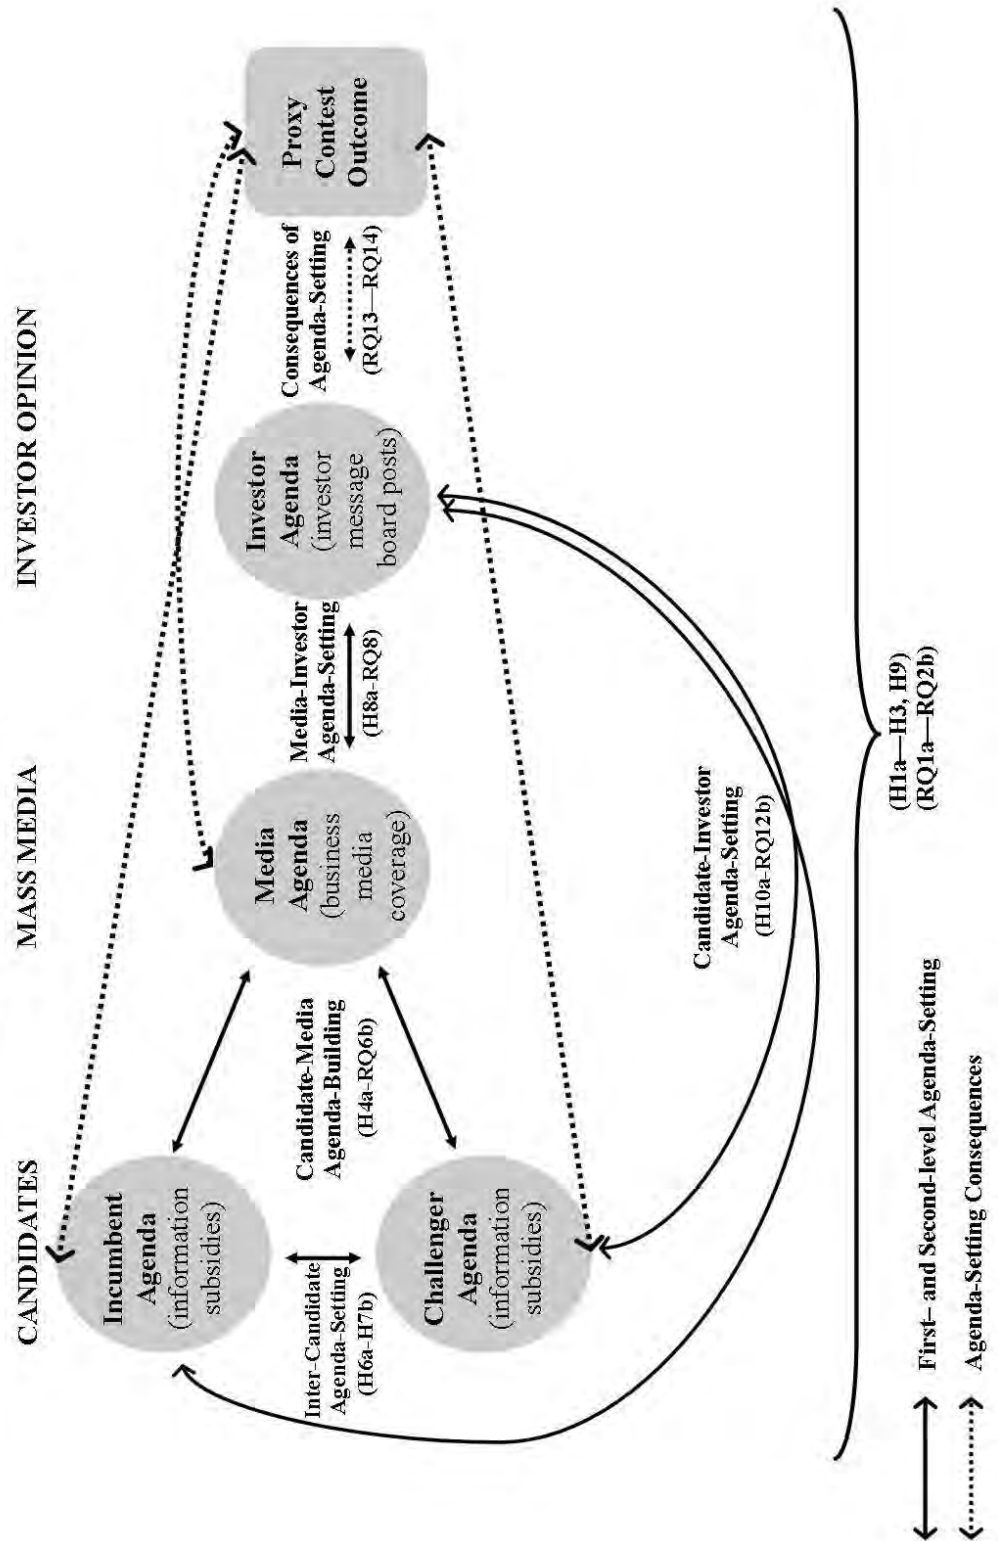 CANDIDATES
MASS MEDIA
INVESTOR OPINION
Incumbent
Agenda
(information
subsidies)
Inter-Candidate
Agenda-Setting
(H6a-H7b)
Challenger
Agenda
(information
subsidies)
Candidate-Media
Agenda-Building
(H4a-RQ6b)
Media
Agenda
(business
media
coverage)
Media-Investor
Agenda-Setting
(H8a-RQ8)
Investor
Agenda
(investor
message
board posts)
Consequences of
Agenda-Setting
(RQ13—RQ14)
Proxy
Contest
Outcome
Candidate-Investor
Agenda-Setting
(H10a-RQ12b)
(H1a—H3, H9)
(RQ1a—RQ2b)
First– and Second-level Agenda-Setting
Agenda-Setting Consequences